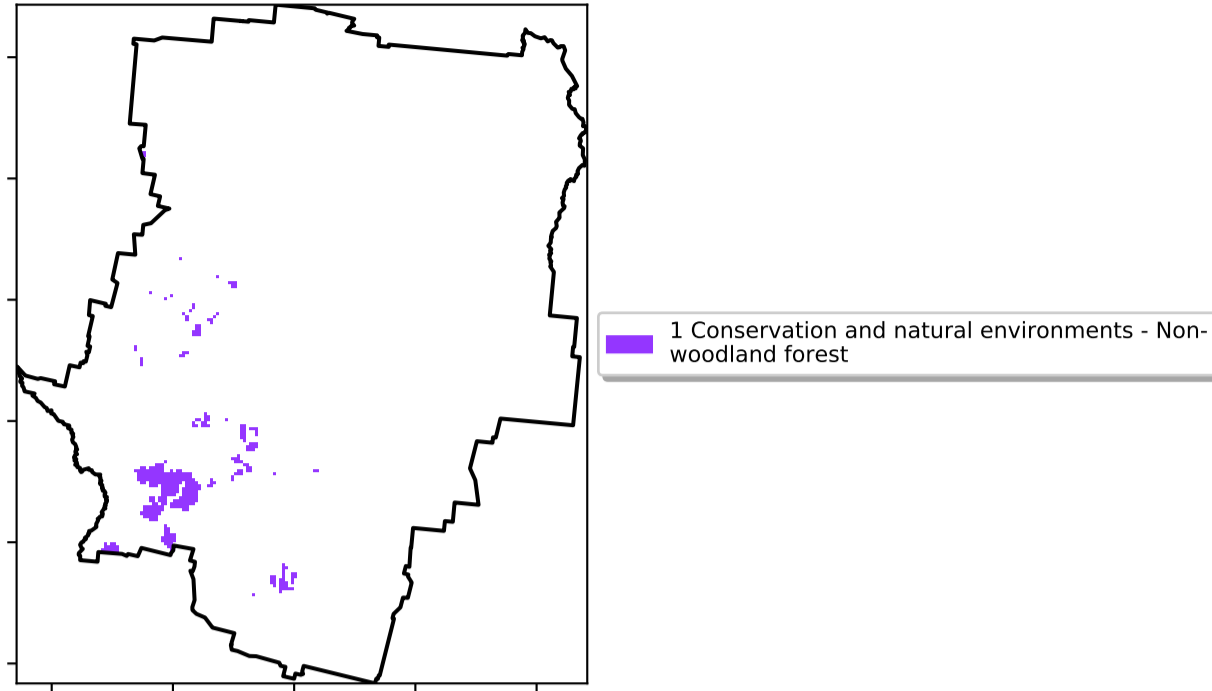 1 Conservation and natural environments - Non-
woodland forest